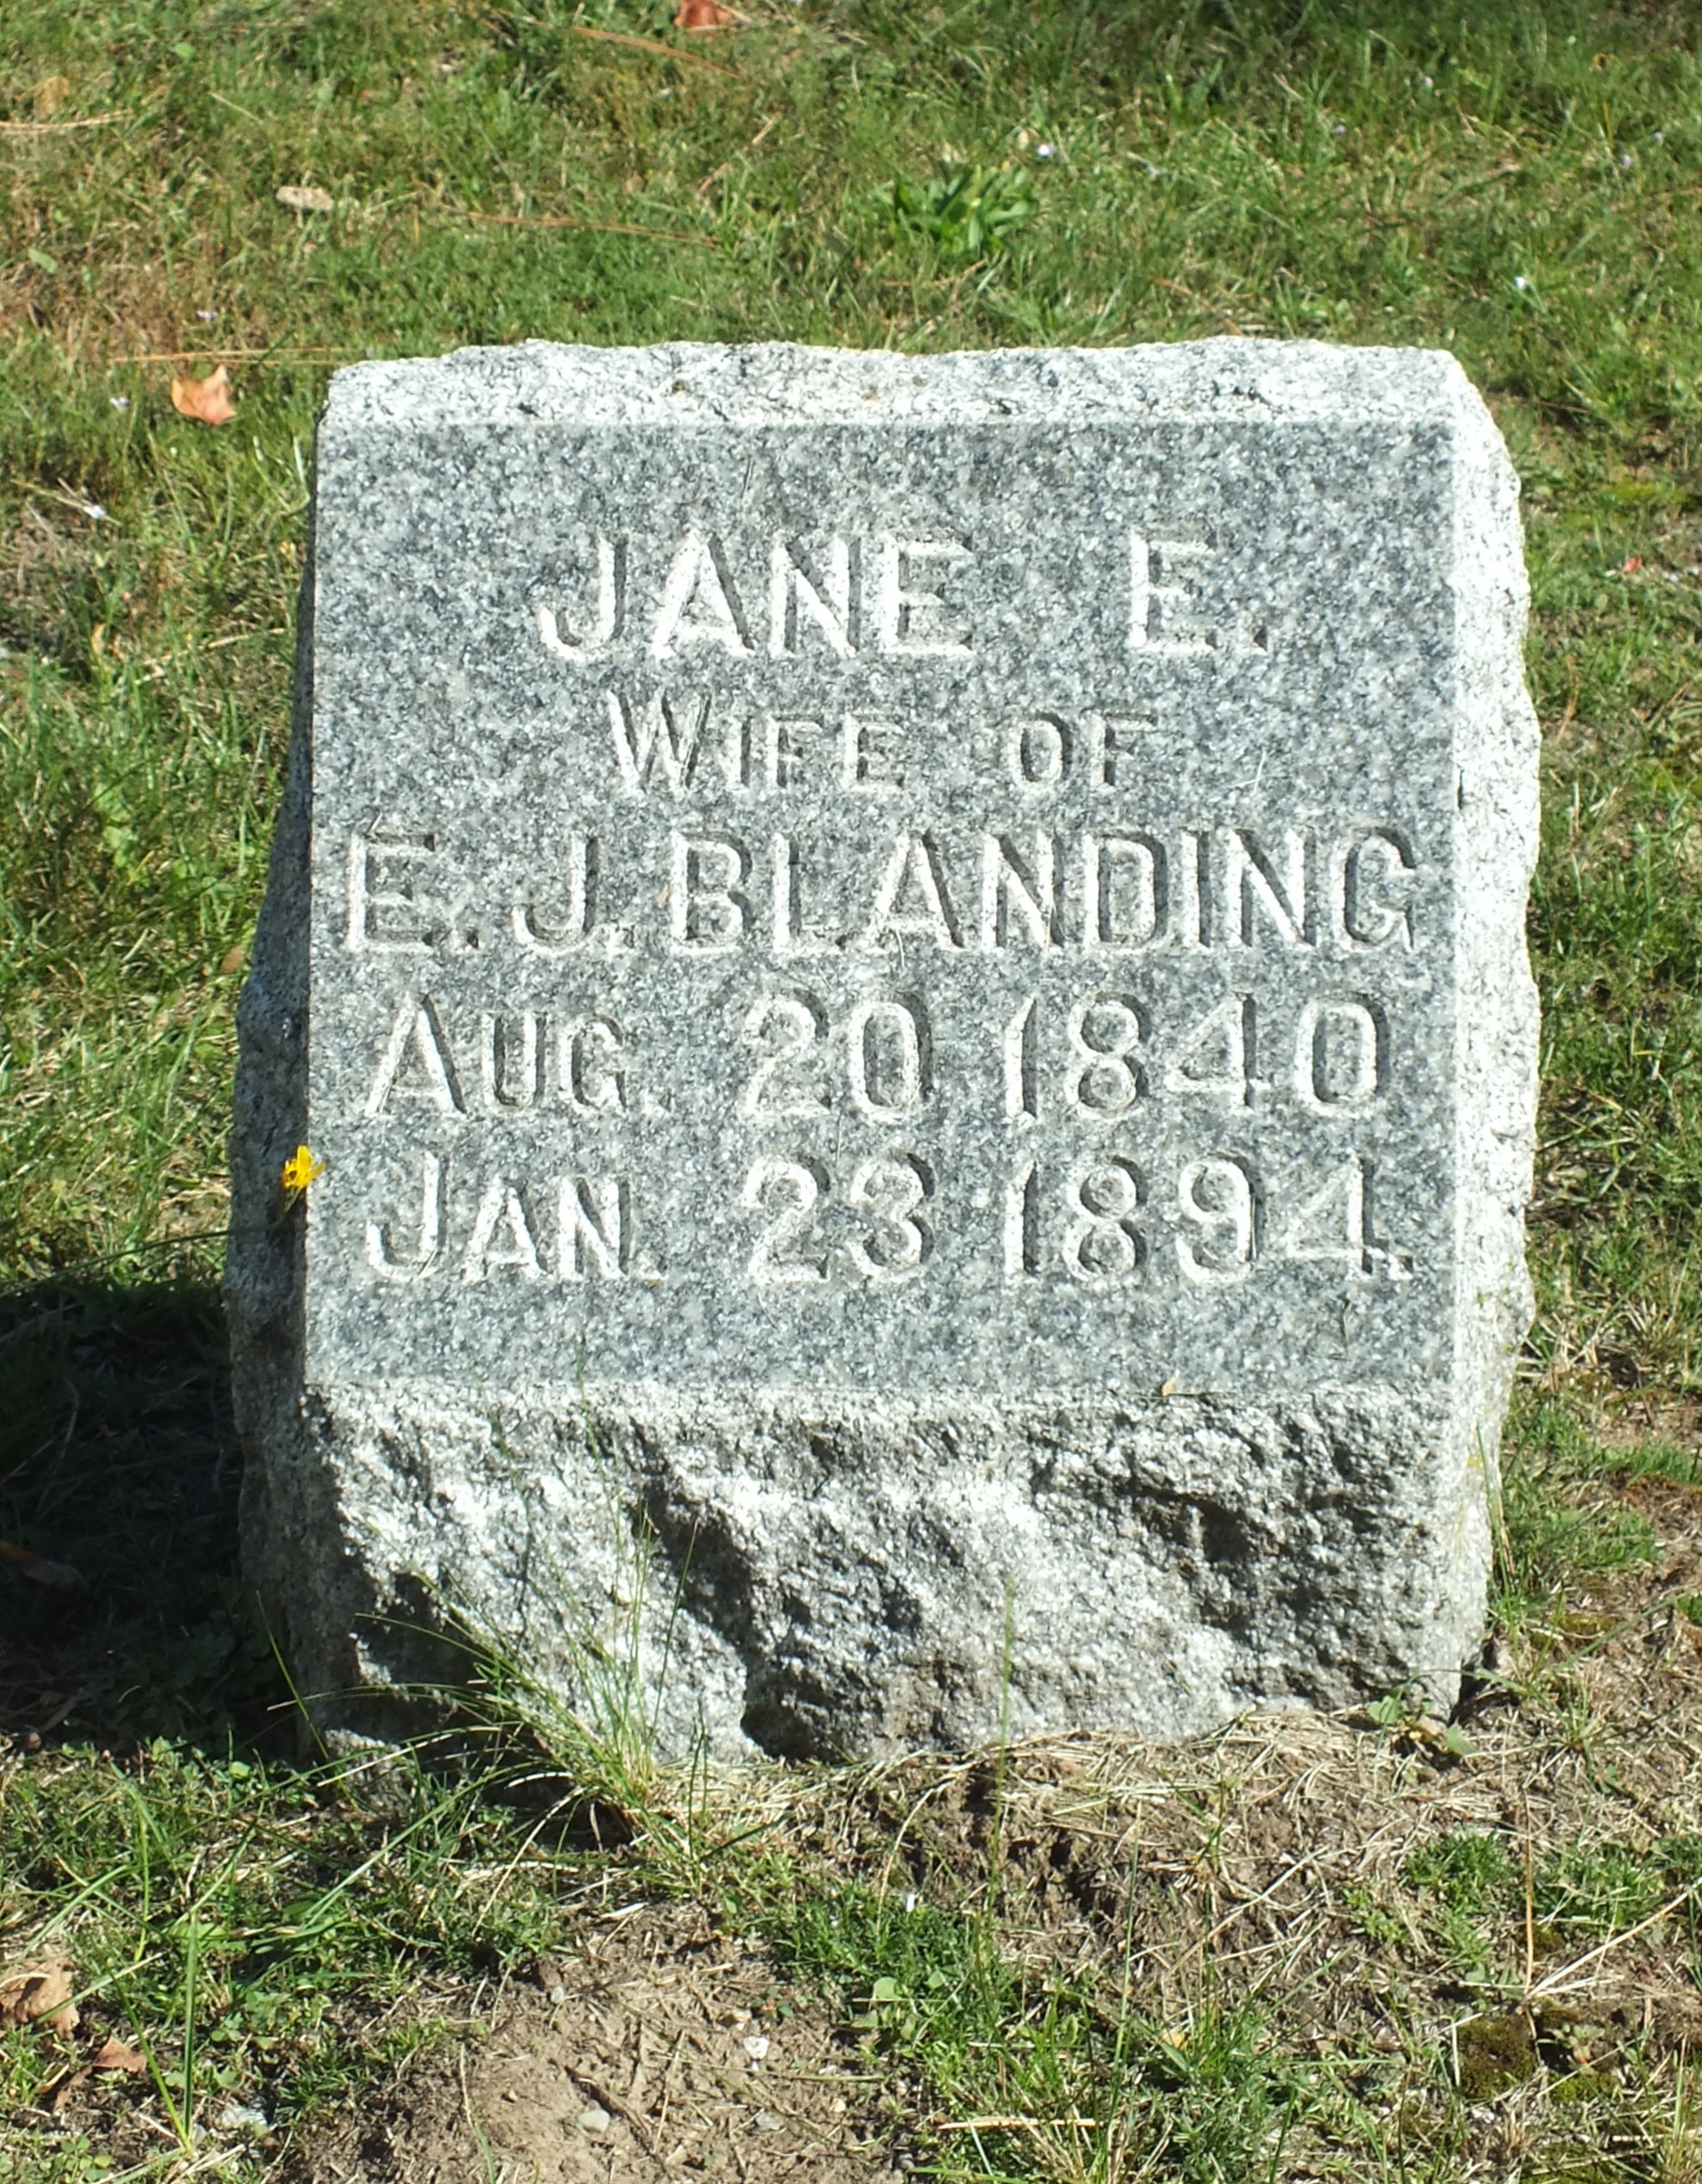 JANE E.
WIFE OF
E. J. BLANDING
AUG. 20 1840
JAN. 23 1894.